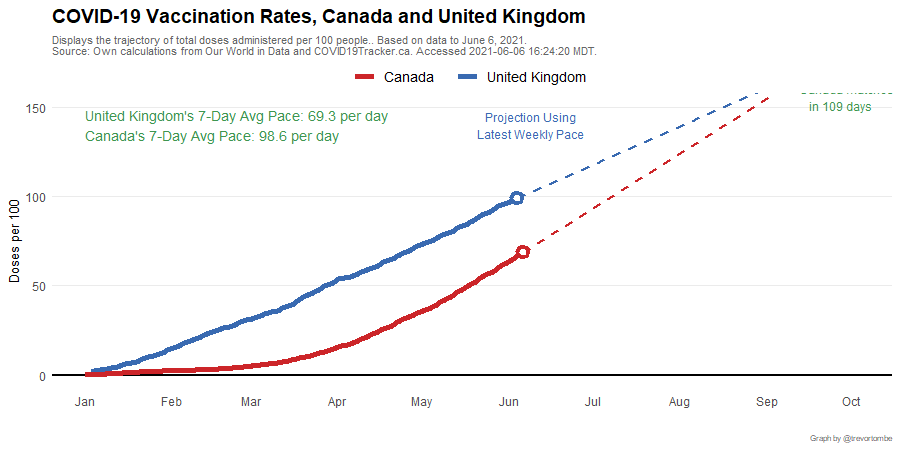 COVID-19 Vaccination Rates, Canada and United Kingdom
Displays the trajectory of total doses administered per 100 people.. Based on data to June 6, 2021.
Source: Own calculations from Our World in Data and COVID19Tracker.ca. Accessed 2021-06-06 16:24:20 MDT.
Canada United Kingdom
in 109 days
150
United Kingdom's 7-Day Avg Pace: 69.3 per day
Canada's 7-Day Avg Pace: 98.6 per day
Projection Using
Latest Weekly Pace
100
Doses per 100
50
0
Jan Feb Mar Apr May Jun Jul Aug Sep Oct
Graph by @trevortombe